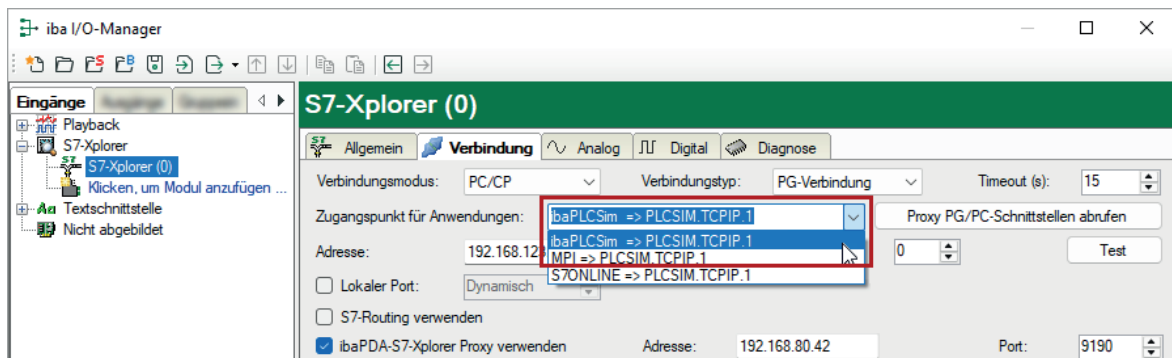 iba I/O-Manager
Eingänge
Playback
S7-Xplorer
S7-Xplorer (0)
Klicken, um Modul anzufügen ...
Textschnittstelle
Nicht abgebildet
S7-Xplorer (0)
Allgemein Verbindung Analog Digital Diagnose
Verbindungsmodus: PC/CP Verbindungstyp: PG-Verbindung Timeout (s): 15
Zugangspunkt für Anwendungen: ibaPLCSim => PLCSIM.TCPIP.1 Proxy PG/PC-Schnittstellen abrufen
ibaPLCSim => PLCSIM.TCPIP.1
Adresse: 192.168.123 0 Test
MPI => PLCSIM.TCPIP.1
S7ONLINE => PLCSIM.TCPIP.1
Lokaler Port: Dynamisch
S7-Routing verwenden
ibaPDA-S7-Xplorer Proxy verwenden Adresse: 192.168.80.42 Port: 9190